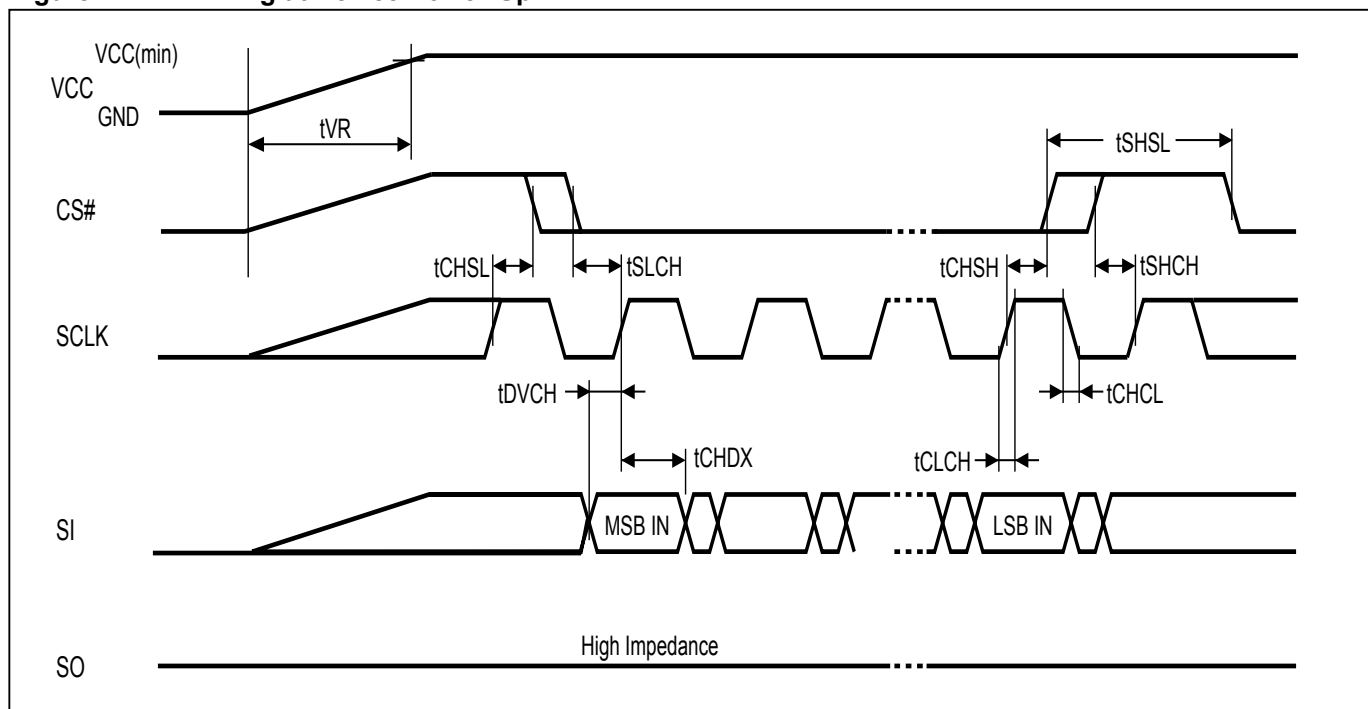 VCC(min)
VCC
GND
tVR
tSHSL
CS#
tCHSL
tSLCH
tCHSH
tSHCH
SCLK
tDVCH
tCHCL
tCHDX
tCLCH
SI
MSB IN
LSB IN
High Impedance
SO